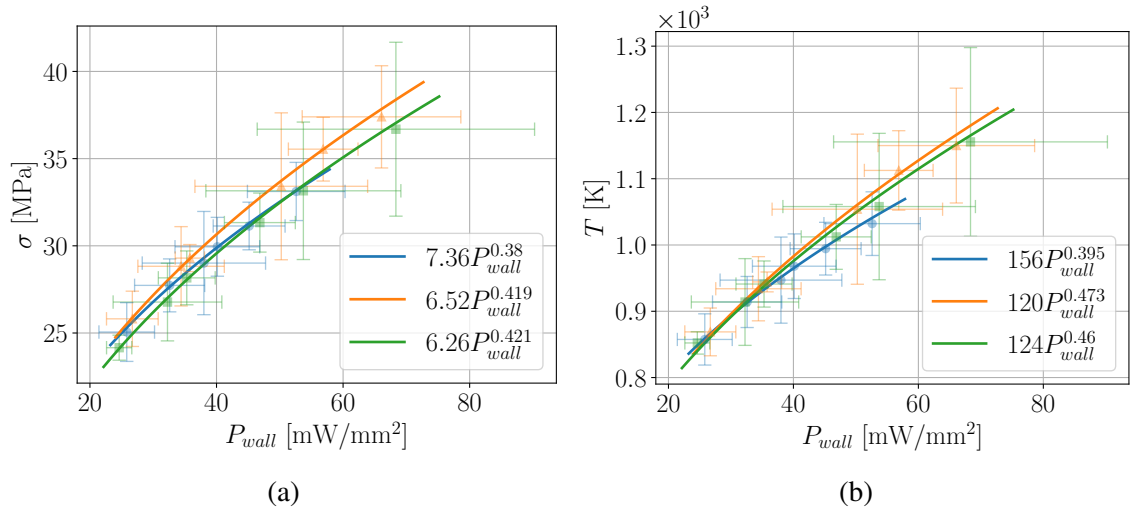 40
35
30
25
σ [MPa]
20 40 60 80
P_wall [mW/mm²]
7.36P_wall^0.38
6.52P_wall^0.419
6.26P_wall^0.421
(a)
×10³
1.3
1.2
1.1
1.0
0.9
0.8
T [K]
20 40 60 80
P_wall [mW/mm²]
156P_wall^0.395
120P_wall^0.473
124P_wall^0.46
(b)